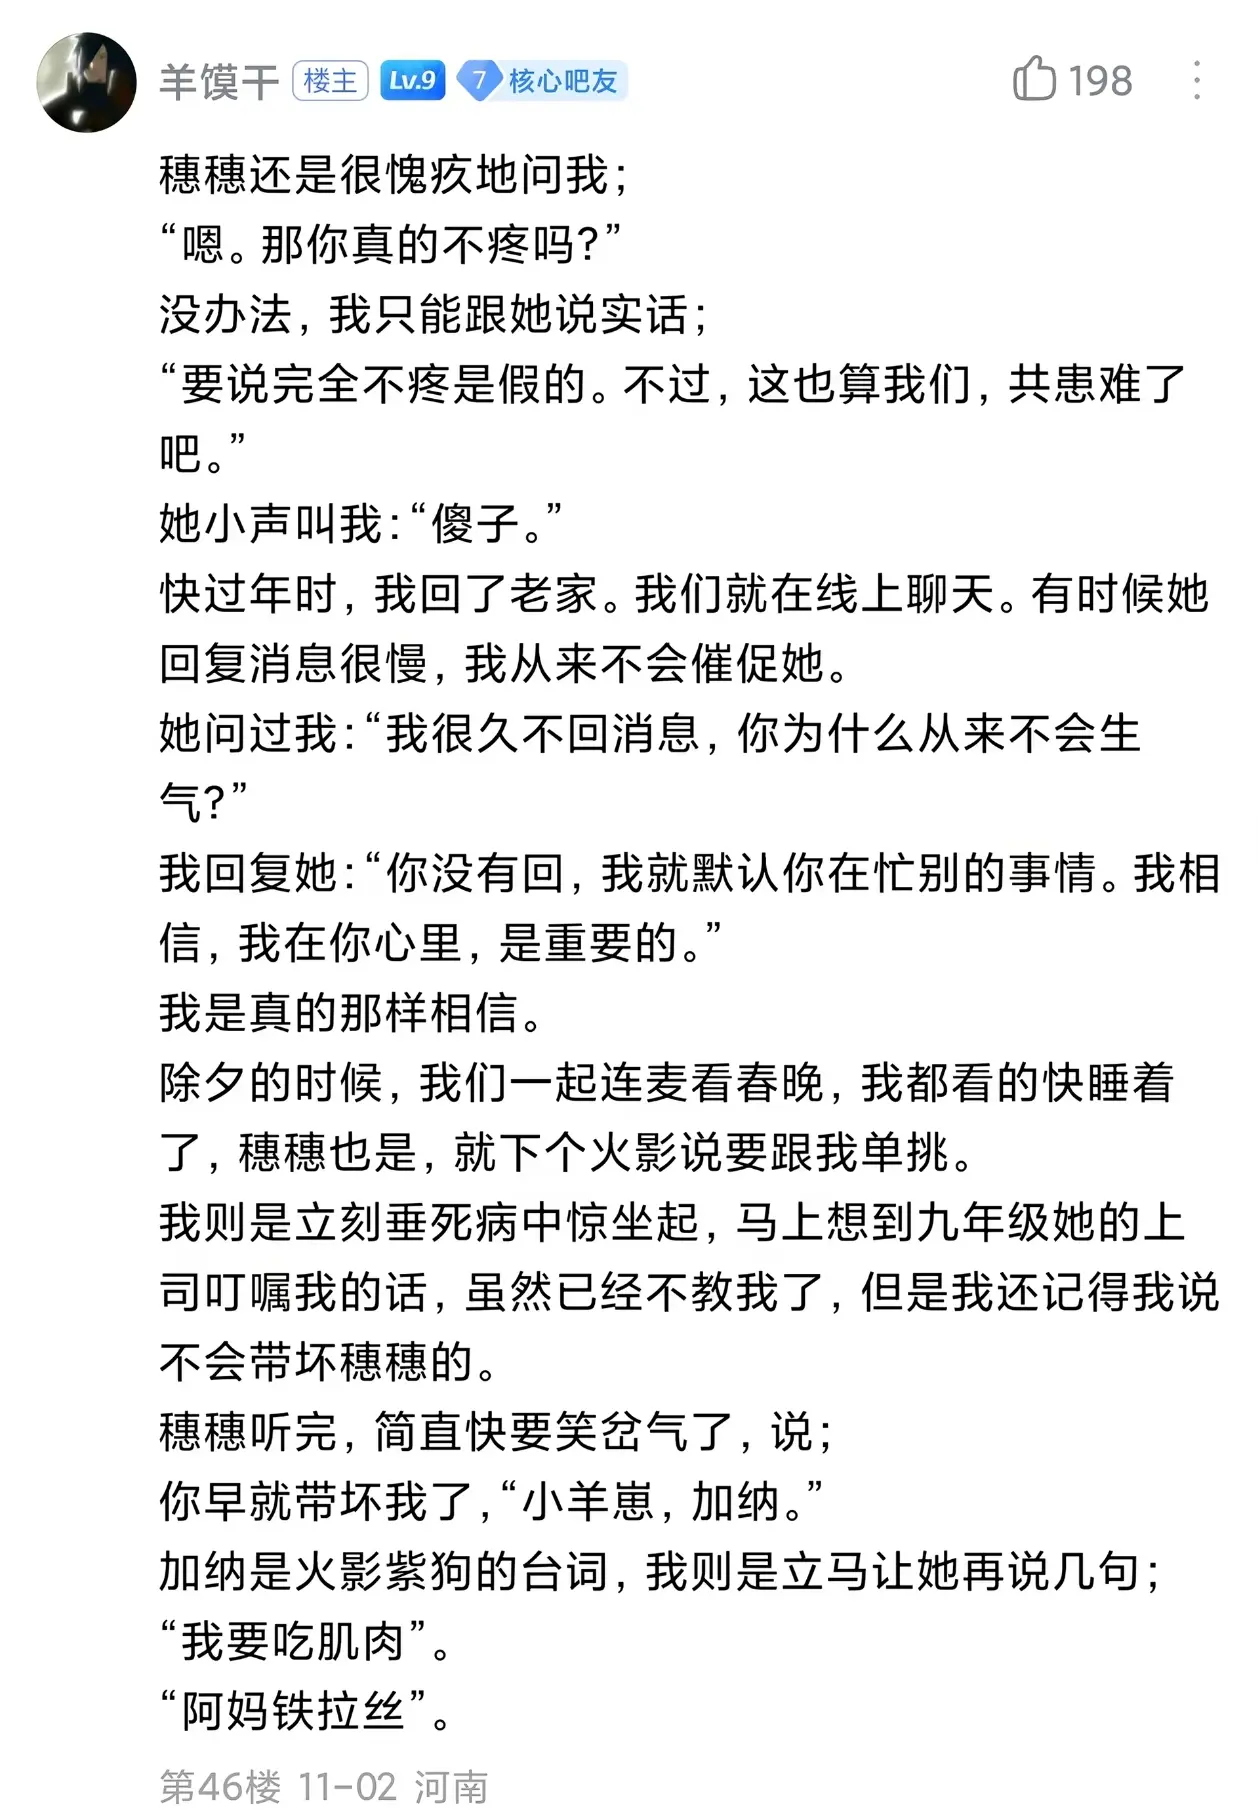 羊馍干 楼主 Lv.9 7 核心吧友 198
穗穗还是很愧疚地问我；
“嗯。那你真的不疼吗？”
没办法，我只能跟她说实话；
“要说完全不疼是假的。不过，这也算我们，共患难了
吧。”
她小声叫我：“傻子。”
快过年时，我回了老家。我们就在线上聊天。有时候她
回复消息很慢，我从来不会催促她。
她问过我：“我很久不回消息，你为什么从来不会生
气？”
我回复她：“你没有回，我就默认你在忙别的事情。我相
信，我在你心里，是重要的。”
我是真的那样相信。
除夕的时候，我们一起连麦看春晚，我都看的快睡着
了，穗穗也是，就下个火影说要跟我单挑。
我则是立刻垂死病中惊坐起，马上想到九年级她的上
司叮嘱我的话，虽然已经不教我了，但是我还记得我说
不会带坏穗穗的。
穗穗听完，简直快要笑岔气了，说；
你早就带坏我了，“小羊崽，加纳。”
加纳是火影紫狗的台词，我则是立马让她再说几句；
“我要吃肌肉”。
“阿妈铁拉丝”。
第46楼 11-02 河南